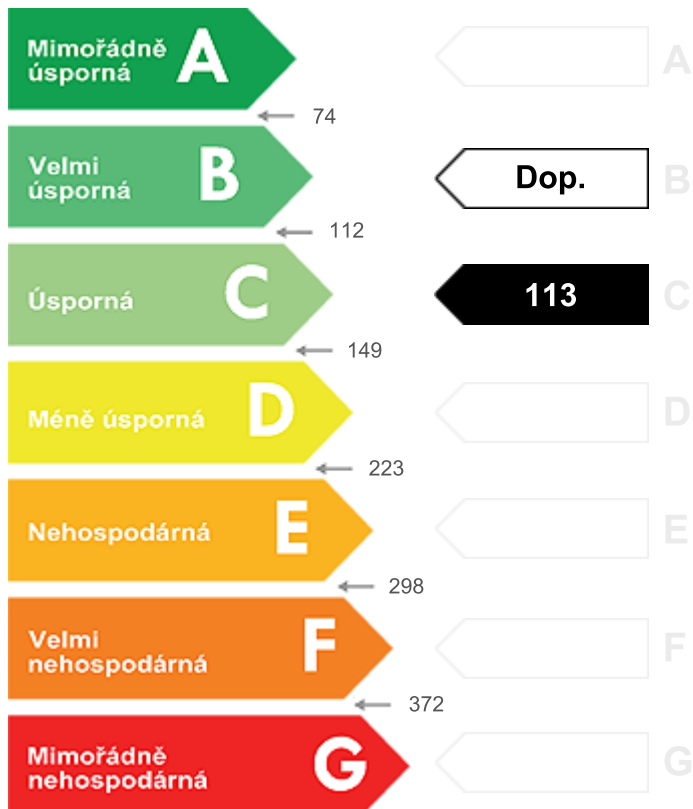 Mimořádně
úsporná
A
A
74
Velmi
úsporná
B
Dop.
B
112
Úsporná
C
113
C
149
Méně úsporná
D
D
223
Nehospodárná
E
E
298
Velmi
nehospodárná
F
F
372
Mimořádně
nehospodárná
G
G